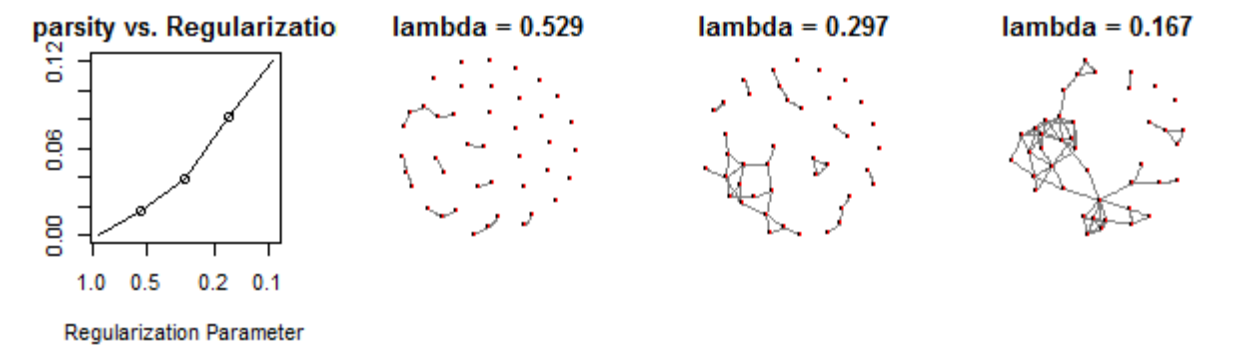 parsity vs. Regularizatio
lambda = 0.529
lambda = 0.297
lambda = 0.167
0.12
0.06
0.00
1.0 0.5 0.2 0.1
Regularization Parameter